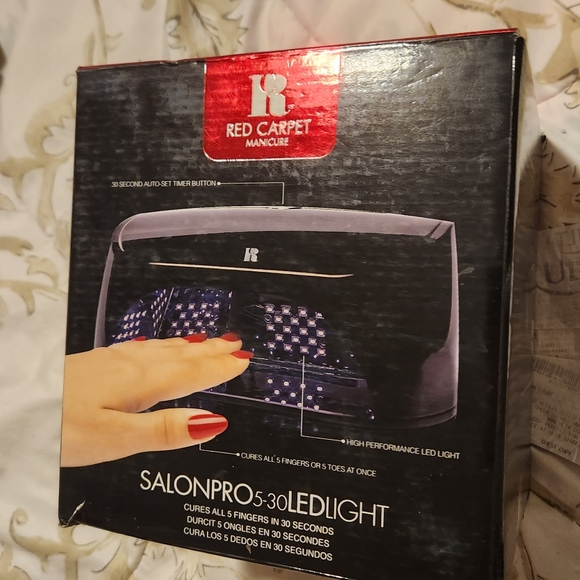 R
RED CARPET
MANICURE
30 SECOND AUTO-SET TIMER BUTTON
R
HIGH PERFORMANCE LED LIGHT
CURES ALL 5 FINGERS OR 5 TOES AT ONCE
SALONPRO5-30LEDLIGHT
CURES ALL 5 FINGERS IN 30 SECONDS
DURCIT 5 ONGLES EN 30 SECONDES
CURA LOS 5 DEDOS EN 30 SEGUNDOS